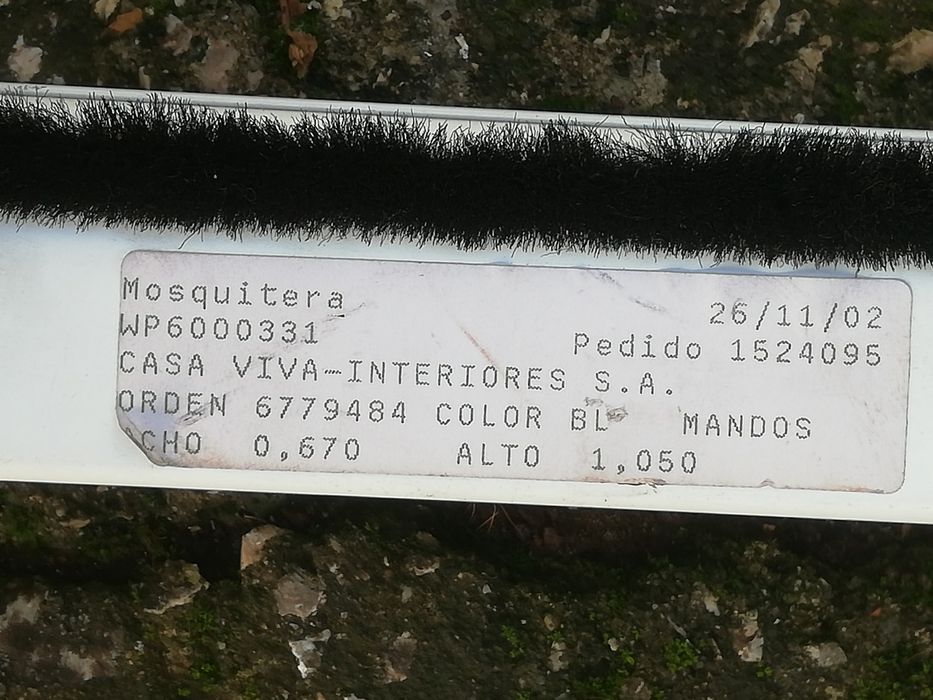 Mosquitera 26/11/02
WP6000331 Pedido 1524095
CASA VIVA-INTERIORES S.A.
ORDEN 6779484 COLOR BL MANDOS
ACHO 0,670 ALTO 1,050